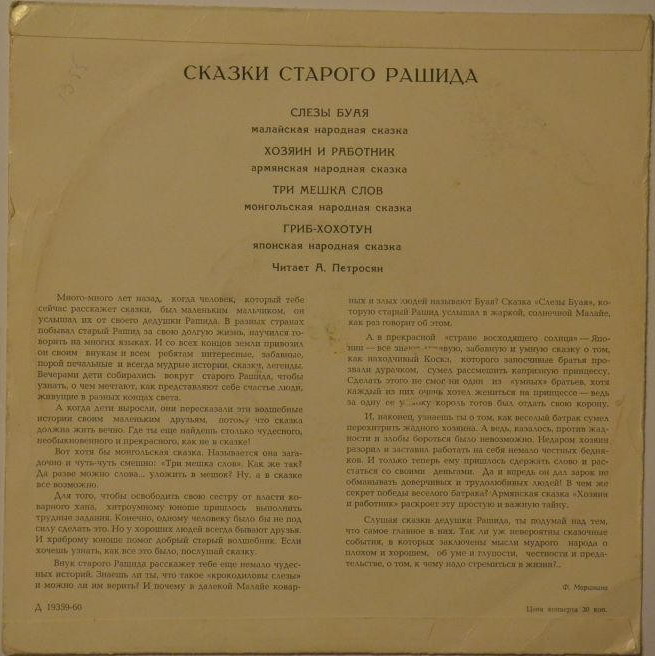 СКАЗКИ СТАРОГО РАШИДА
СЛЕЗЫ БУАЯ
малайская народная сказка
ХОЗЯИН И РАБОТНИК
армянская народная сказка
ТРИ МЕШКА СЛОВ
монгольская народная сказка
ГРИБ-ХОХОТУН
японская народная сказка
Читает А. Петросян
Много-много лет назад, когда человек, который тебе
сейчас расскажет сказки, был маленьким мальчиком, он
услышал их от своего дедушки Рашида. В разных странах
побывал старый Рашид за свою долгую жизнь, научился го-
ворить на многих языках. И со всех концов земли привозил
он своим внукам и всем ребятам интересные, забавные,
порой печальные и всегда мудрые истории, сказки, легенды.
Вечерами дети собирались вокруг старого Рашида, чтобы
узнать, о чем мечтают, как представляют себе счастье люди,
живущие в разных концах света.
А когда дети выросли, они пересказали эти волшебные
истории своим маленьким друзьям, потому что сказка
должна жить вечно. Где ты еще найдешь столько чудесного,
необыкновенного и прекрасного, как не в сказке!
Вот хотя бы монгольская сказка. Называется она зага-
дочно и чуть-чуть смешно: «Три мешка слов». Как же так?
Да разве можно слова... уложить в мешок? Ну, а в сказке
все возможно.
Для того, чтобы освободить свою сестру от власти ко-
варного хана, хитроумному юноше пришлось выполнить
трудные задания. Конечно, одному человеку было бы не под
силу сделать это. Но у хороших людей всегда бывают друзья.
И храброму юноше помог добрый старый волшебник. Если
хочешь узнать, как все это было, послушай сказку.
Внук старого Рашида расскажет тебе еще немало чудес-
ных историй. Знаешь ли ты, что такое «крокодиловы слезы»
и можно ли им верить? И почему в далекой Малайе ковар-
ных и злых людей называют Буая? Сказка «Слезы Буая», ко-
торую старый Рашид услышал в жаркой, солнечной Малайе,
как раз говорит об этом.
А в прекрасной «стране восходящего солнца» — Япо-
нии — все знают забавную и умную сказку о том,
как находчивый Коскэ, которого заносчивые братья про-
звали дурачком, сумел рассмешить капризную принцессу.
Сделать этого не смог ни один из «умных» братьев, хотя
каждый из них очень хотел жениться на принцессе — ведь
за одну ее король готов был отдать свою корону.
И, наконец, узнаешь ты о том, как веселый батрак сумел
перехитрить жадного хозяина. А ведь, казалось, против жад-
ности и злобы бороться было невозможно. Недаром хозяин
разорил и заставил работать на себя немало честных бедня-
ков. И только теперь ему пришлось сдержать слово и рас-
статься со своими деньгами. Да и впредь он дал зарок не
обманывать доверчивых и трудолюбивых людей! В чем же
секрет победы веселого батрака? Армянская сказка «Хозяин
и работник» раскроет эту простую и важную тайну.
Слушая сказки дедушки Рашида, ты подумай над тем,
что самое главное в них. Так ли уж невероятны сказочные
события, в которых заключены мысли мудрого народа о
плохом и хорошем, об уме и глупости, честности и преда-
тельстве, о том, к чему надо стремиться в жизни?..
Ф.
Д 19359-60
Цена конверта 30 коп.